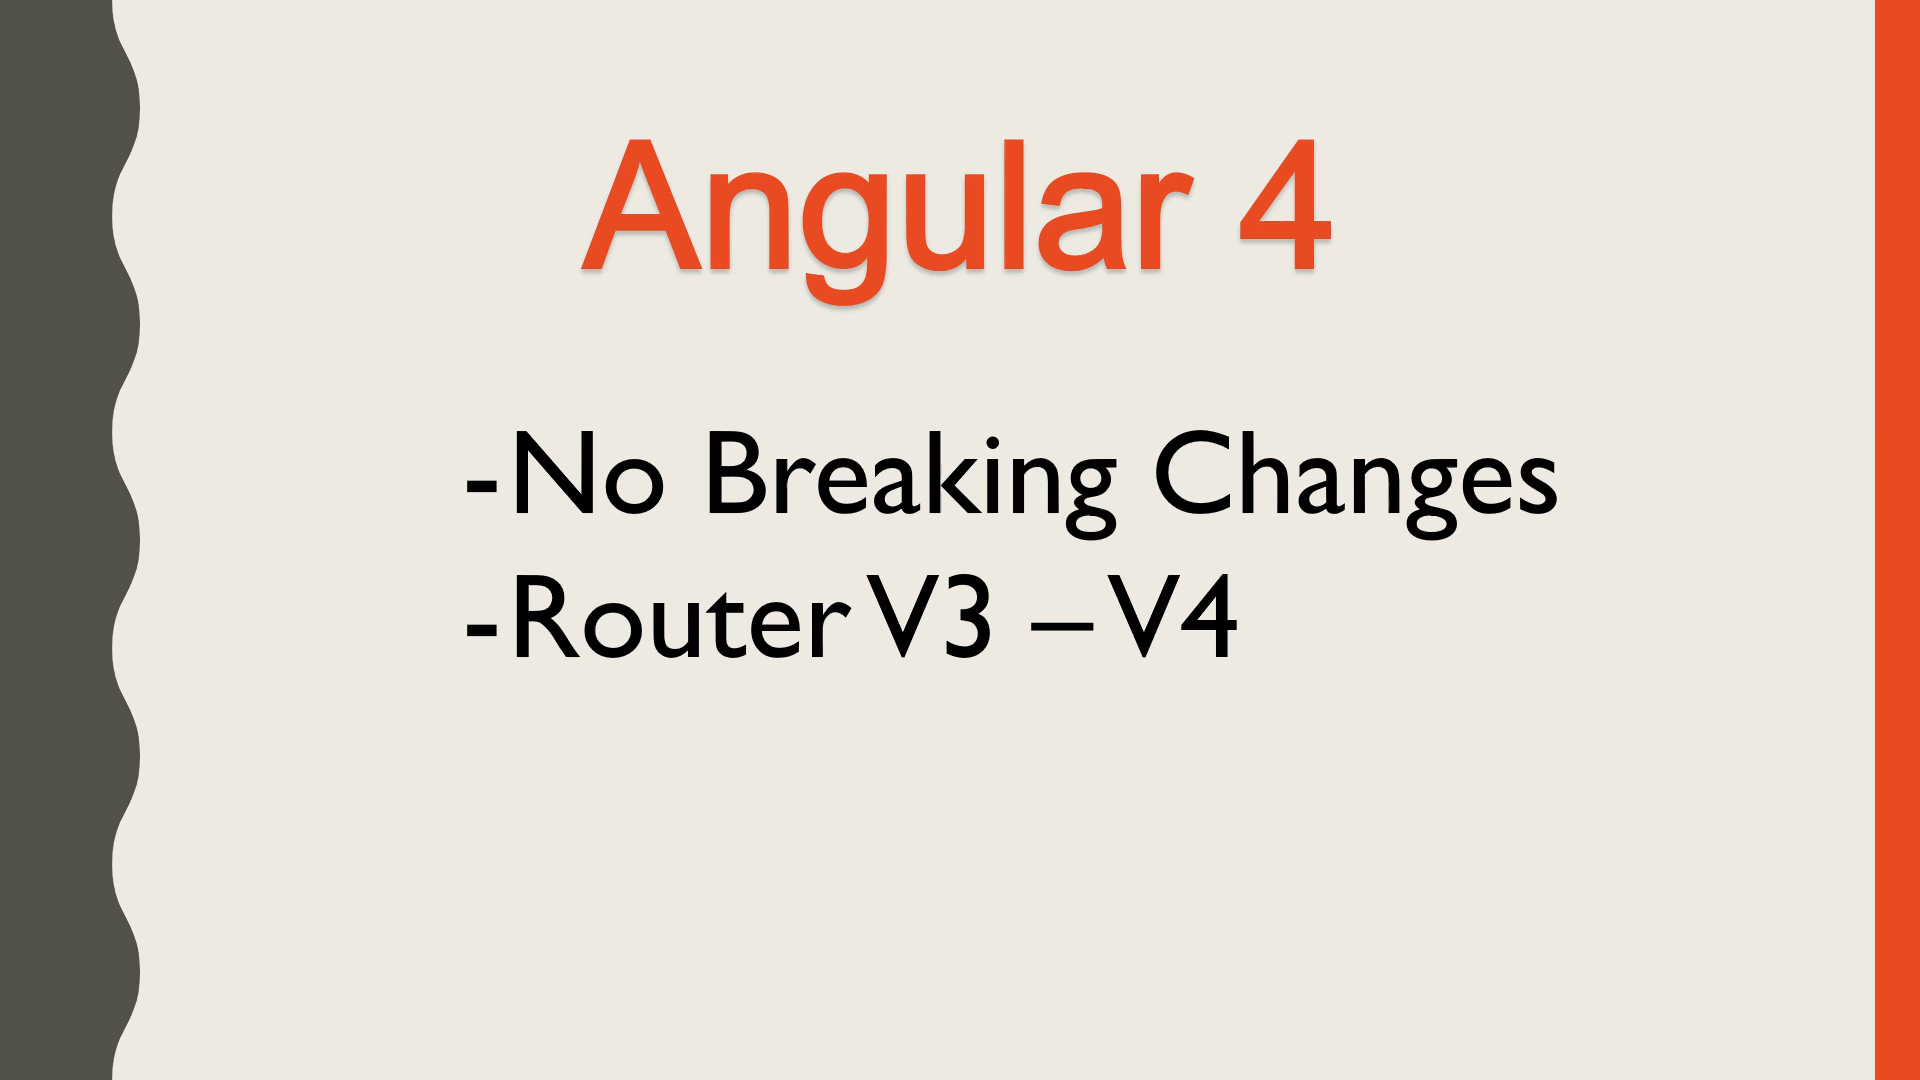 Angular 4
-No Breaking Changes
-Router V3 – V4